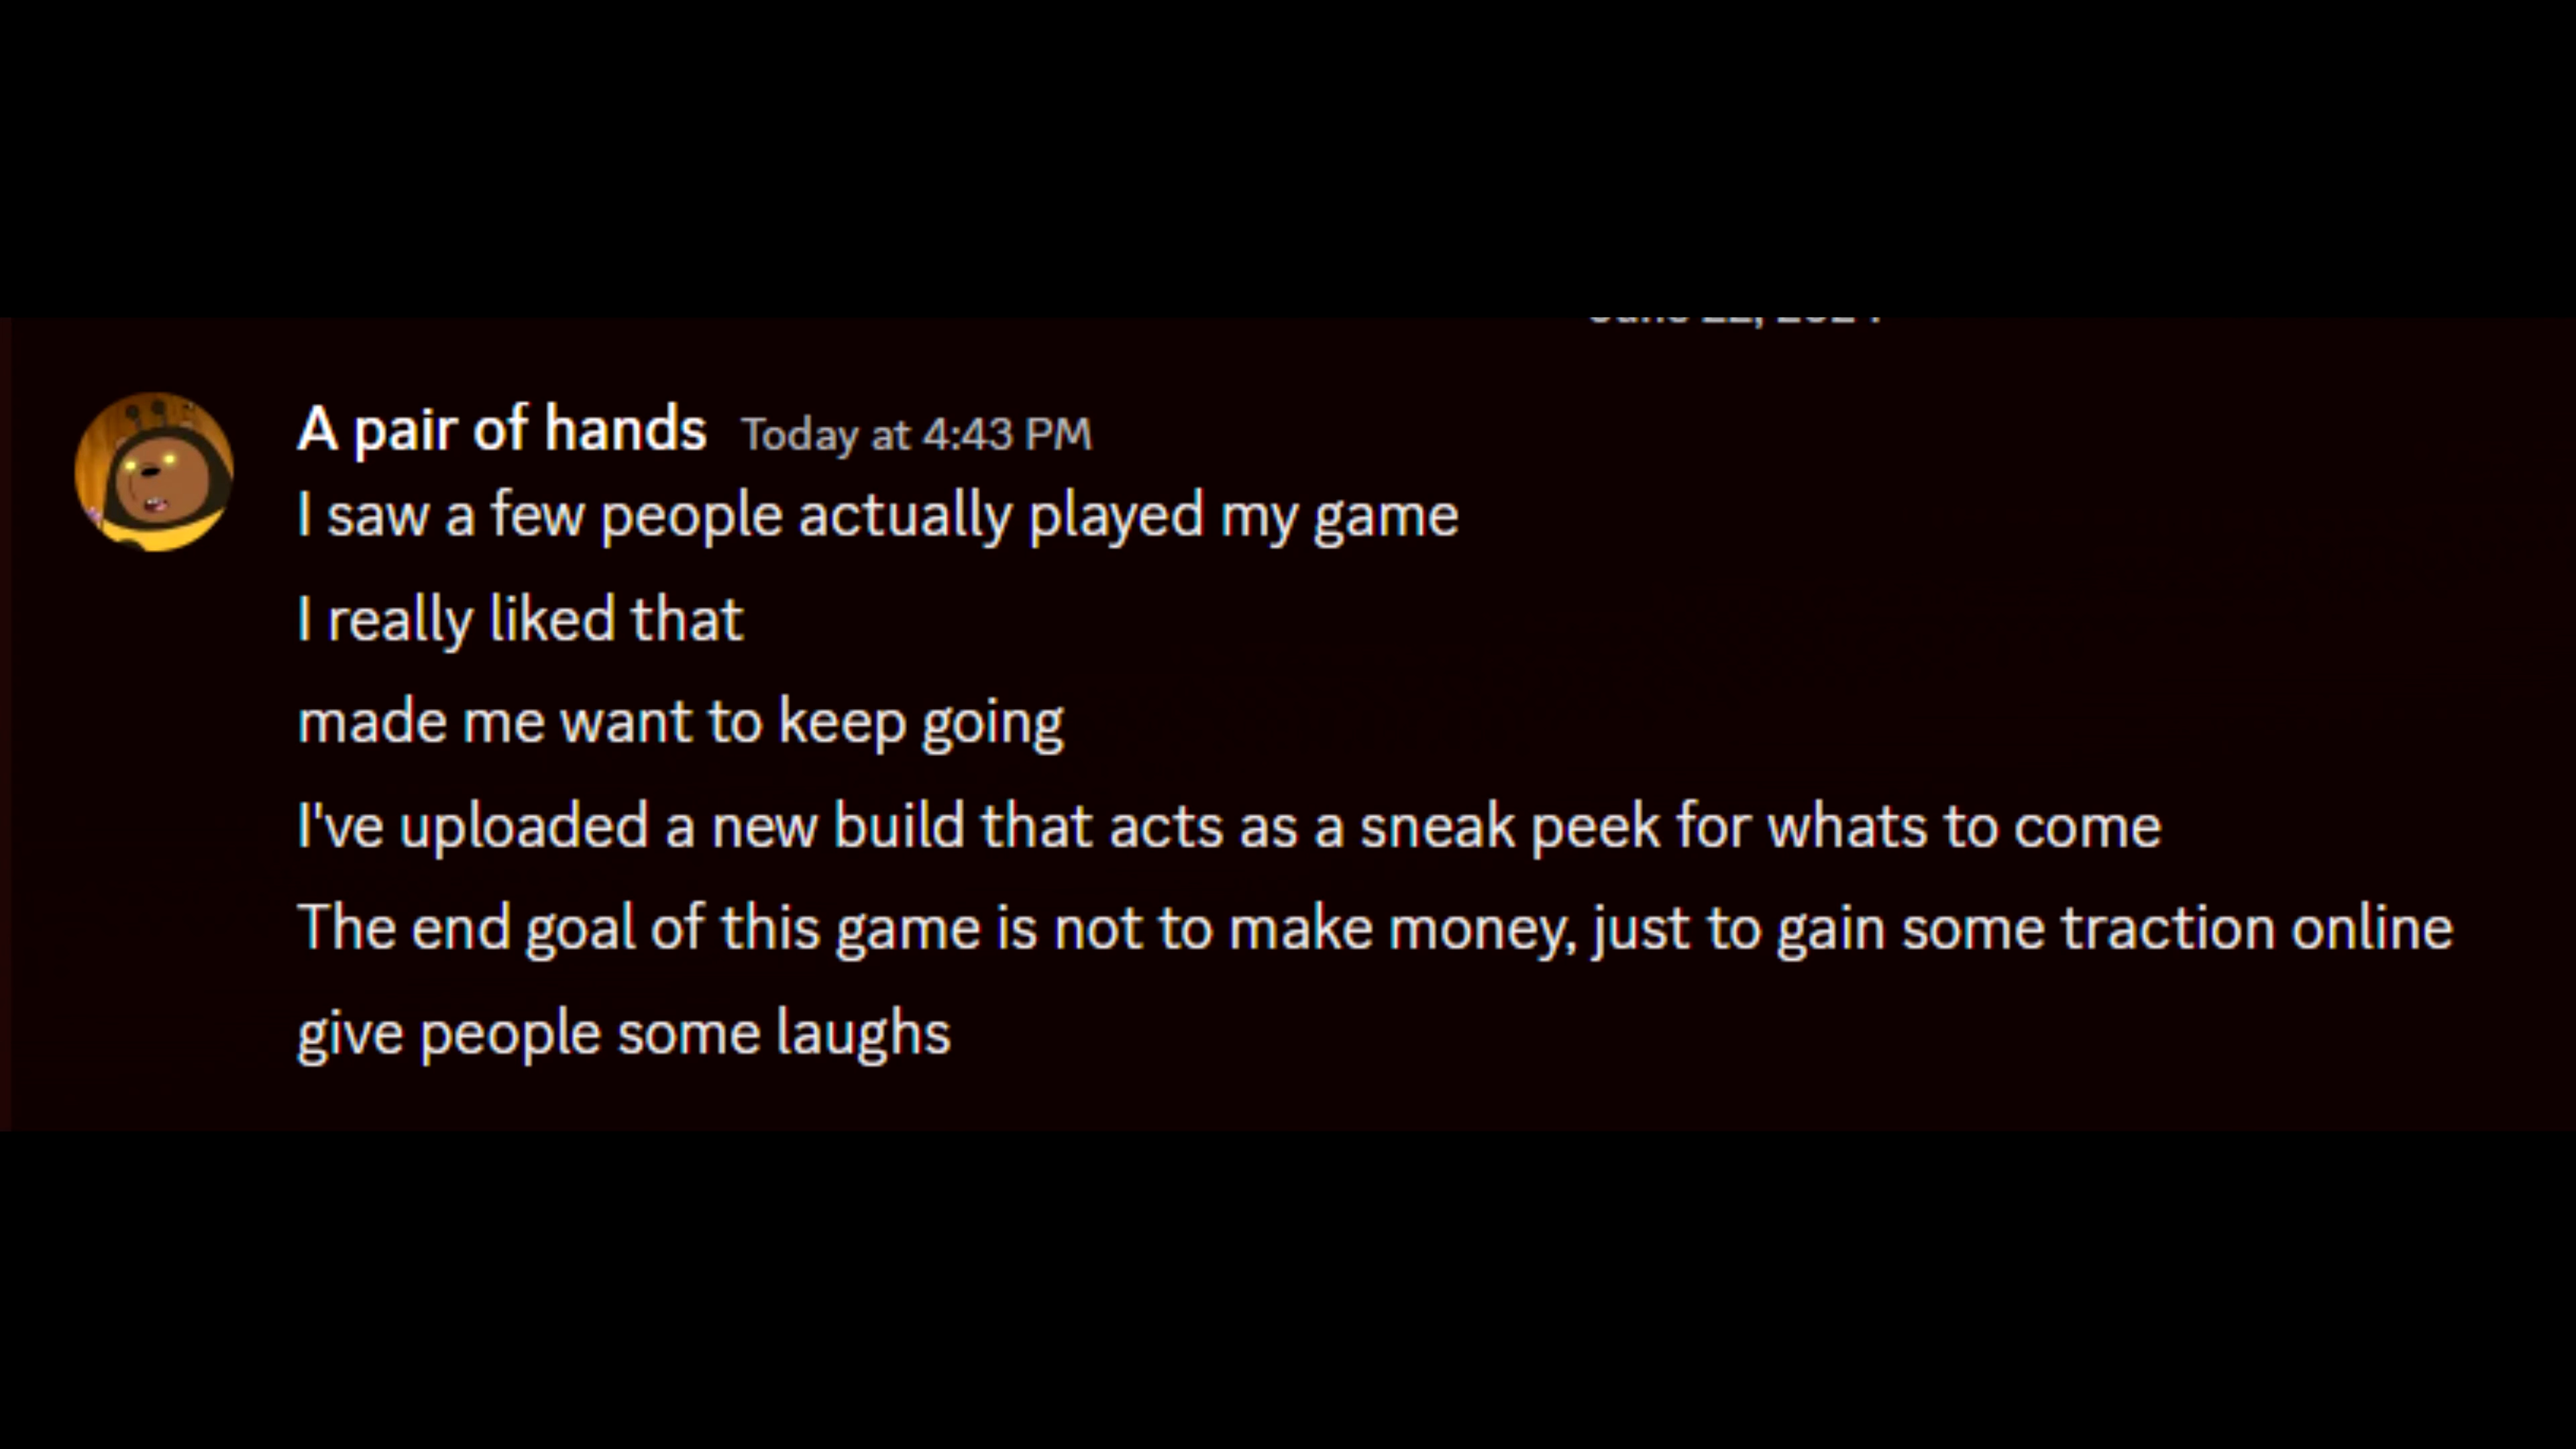 A pair of hands Today at 4:43 PM
I saw a few people actually played my game
I really liked that
made me want to keep going
I've uploaded a new build that acts as a sneak peek for whats to come
The end goal of this game is not to make money, just to gain some traction online
give people some laughs